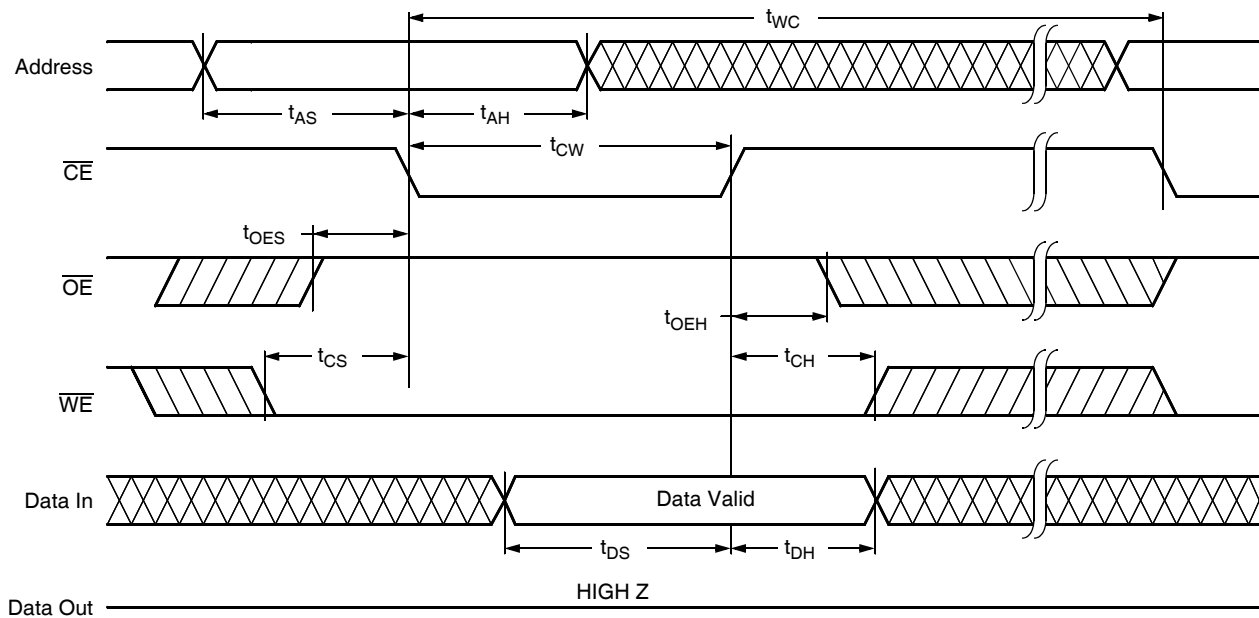 tWC
Address
tAS
tAH
tCW
CE
tOES
OE
tOEH
tCS
tCH
WE
Data In
Data Valid
tDS
tDH
HIGH Z
Data Out